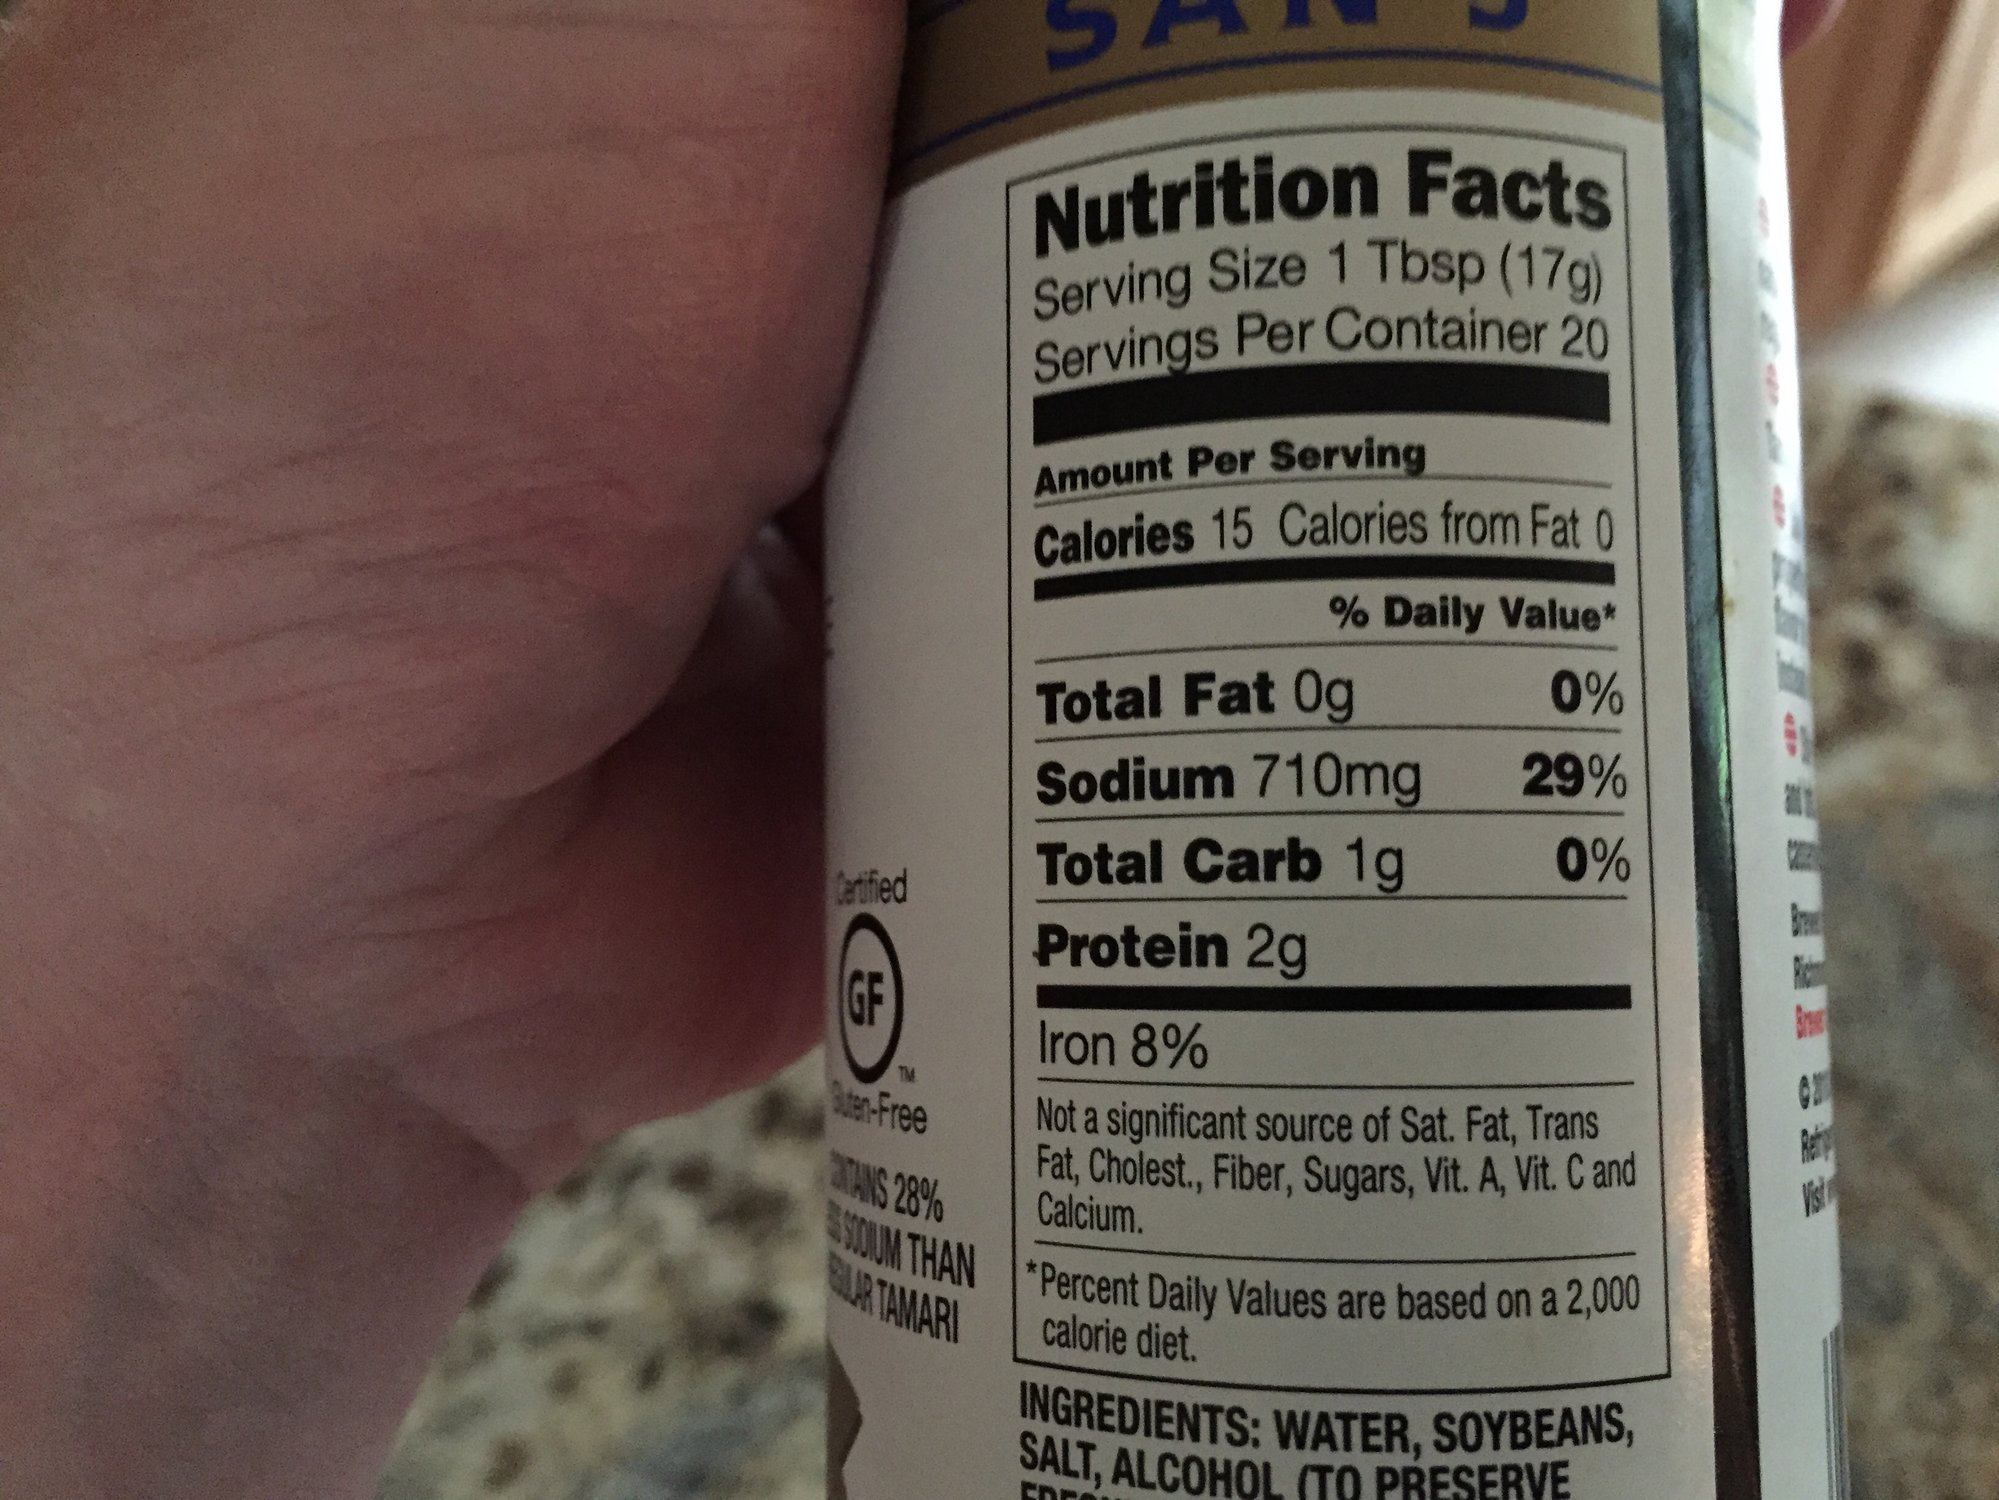 SAN J
Nutrition Facts
Serving Size 1 Tbsp (17g)
Servings Per Container 20
Amount Per Serving
Calories 15 Calories from Fat 0
% Daily Value*
Total Fat 0g 0%
Sodium 710mg 29%
Total Carb 1g 0%
Protein 2g
Iron 8%
Not a significant source of Sat. Fat, Trans
Fat, Cholest., Fiber, Sugars, Vit. A, Vit. C and
Calcium.
*Percent Daily Values are based on a 2,000
calorie diet.
INGREDIENTS: WATER, SOYBEANS,
SALT, ALCOHOL (TO PRESERVE
Certified
GF
TM
Gluten-Free
28%
SODIUM THAN
TAMARI